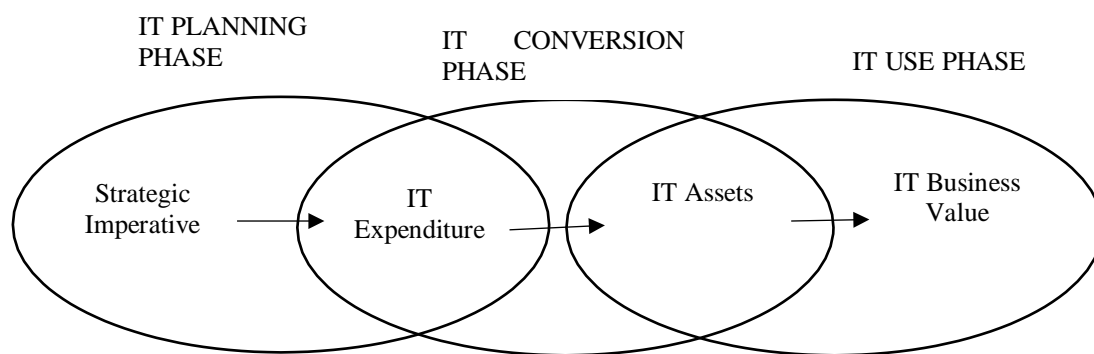 IT PLANNING
PHASE
IT CONVERSION
PHASE
IT USE PHASE
Strategic
Imperative
IT
Expenditure
IT Assets
IT Business
Value